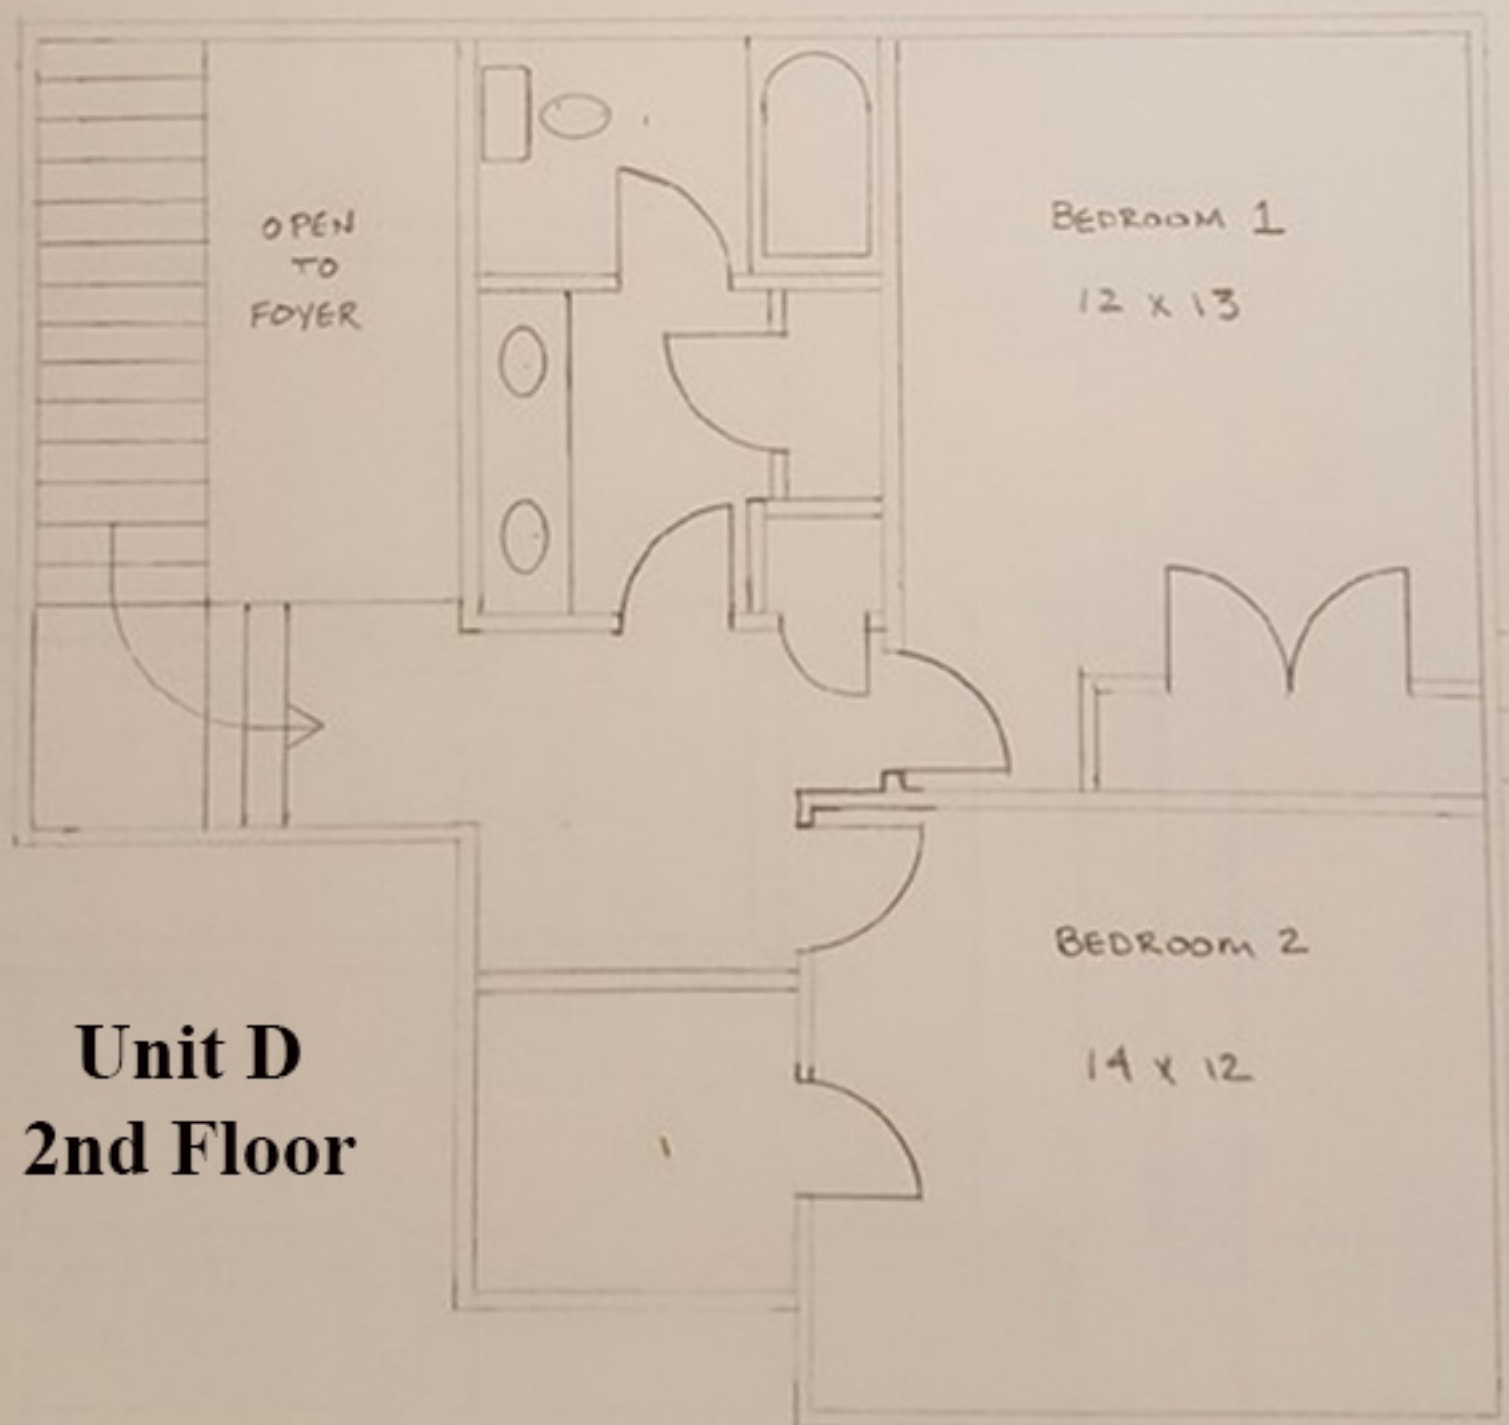 OPEN
TO
FOYER
BEDROOM 1
12 x 13
BEDROOM 2
14 x 12
Unit D
2nd Floor